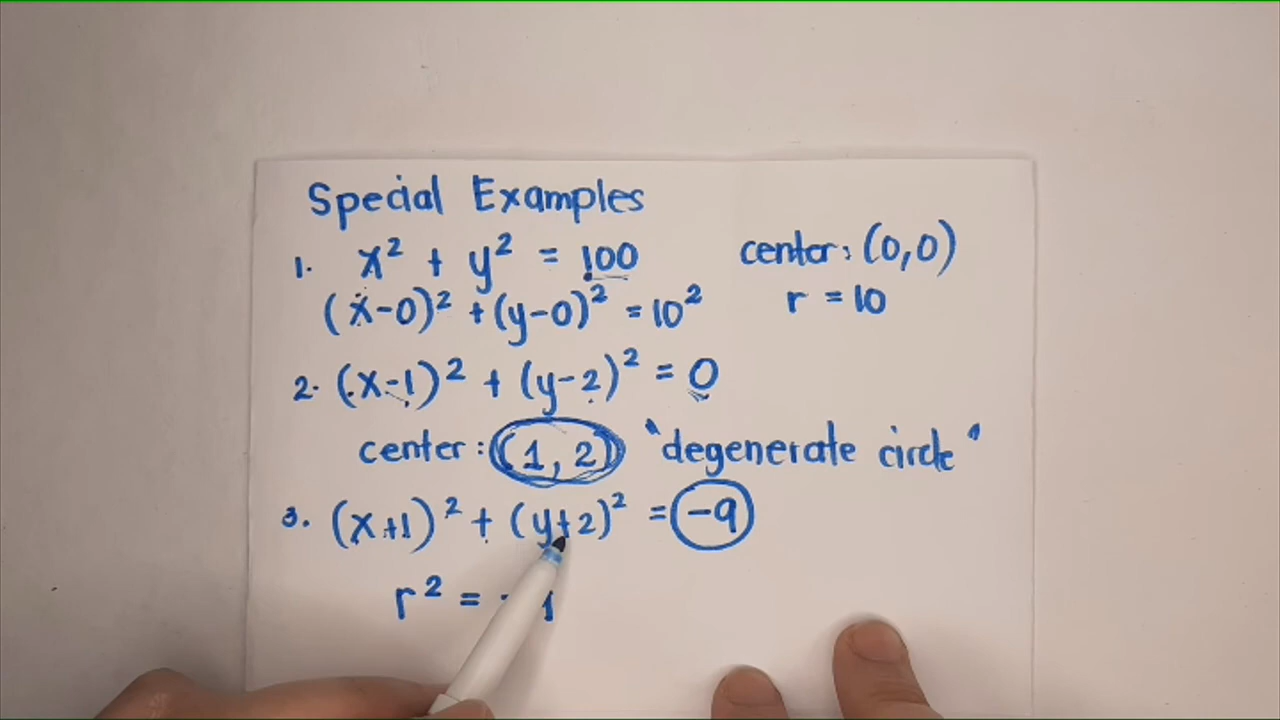 Special Examples
1. x² + y² = 100 center: (0,0)
(x-0)² + (y-0)² = 10² r = 10
2. (x-1)² + (y-2)² = 0
center: (1, 2) "degenerate circle"
3. (x+1)² + (y+2)² = -9
r² =